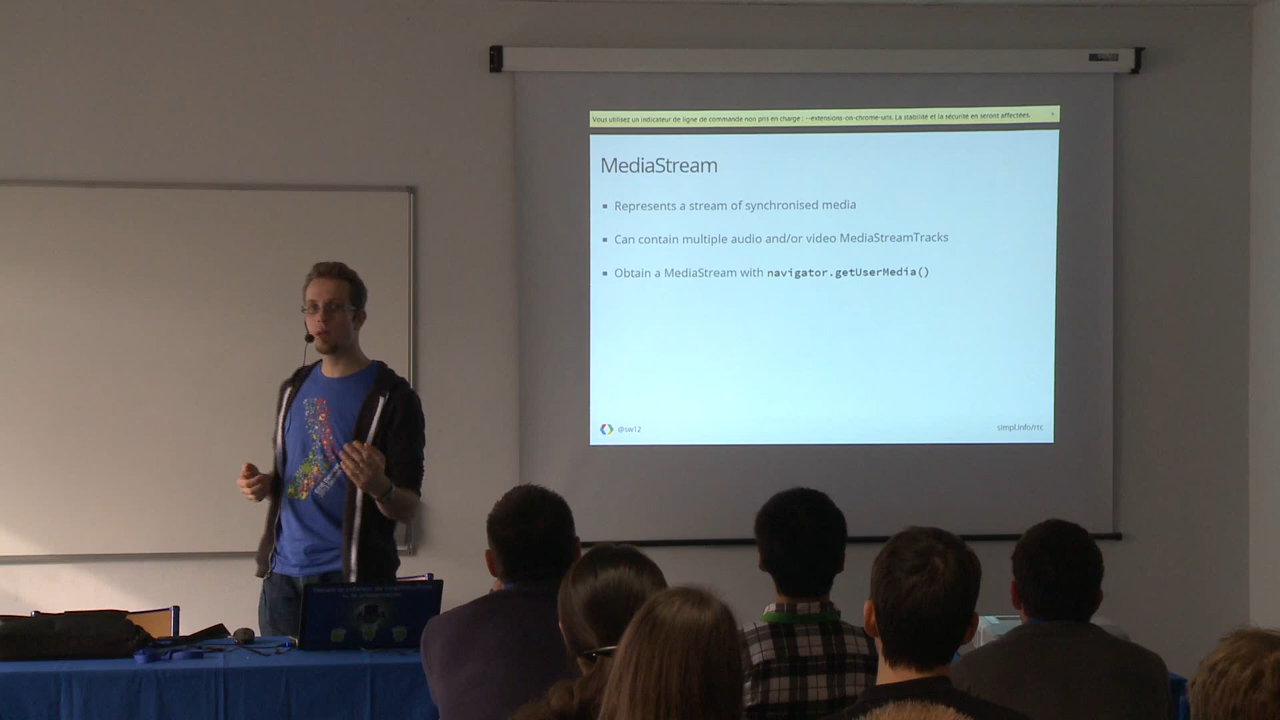 Vous utilisez un indicateur de ligne de commande non pris en charge : --extensions-on-chrome-urls. La stabilité et la sécurité en seront affectées.
MediaStream
▪ Represents a stream of synchronised media
▪ Can contain multiple audio and/or video MediaStreamTracks
▪ Obtain a MediaStream with navigator.getUserMedia()
@sw12
simpl.info/rtc